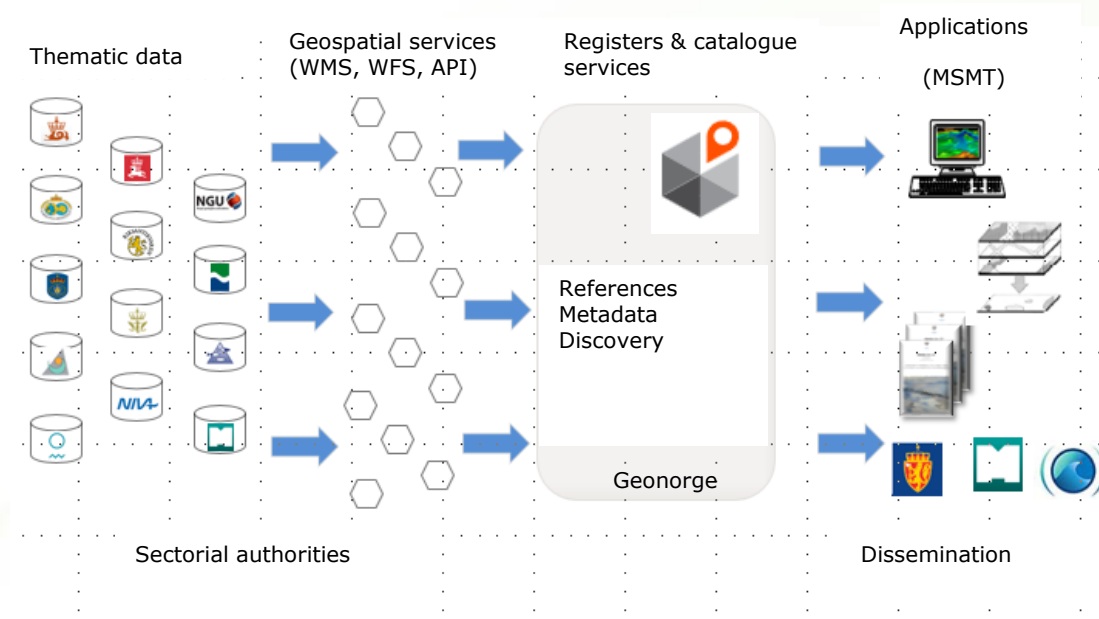 Thematic data
Geospatial services
(WMS, WFS, API)
Registers & catalogue
services
Applications
(MSMT)
NGU
NIVA
References
Metadata
Discovery
Geonorge
Sectorial authorities
Dissemination